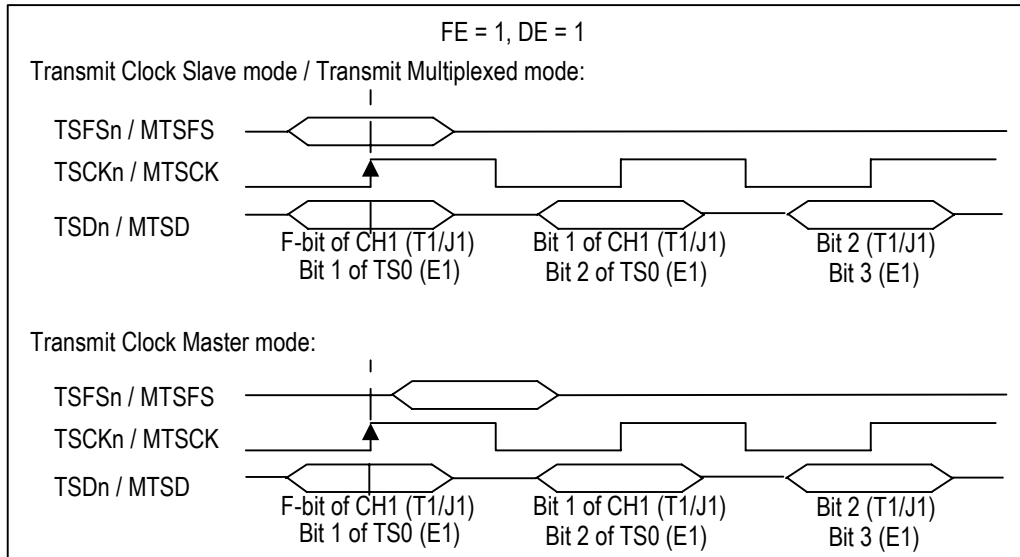 FE = 1, DE = 1
Transmit Clock Slave mode / Transmit Multiplexed mode:
TSFSn / MTSFS
TSCKn / MTSCK
TSDn / MTSD
F-bit of CH1 (T1/J1) Bit 1 of CH1 (T1/J1) Bit 2 (T1/J1)
Bit 1 of TS0 (E1) Bit 2 of TS0 (E1) Bit 3 (E1)
Transmit Clock Master mode:
TSFSn / MTSFS
TSCKn / MTSCK
TSDn / MTSD
F-bit of CH1 (T1/J1) Bit 1 of CH1 (T1/J1) Bit 2 (T1/J1)
Bit 1 of TS0 (E1) Bit 2 of TS0 (E1) Bit 3 (E1)